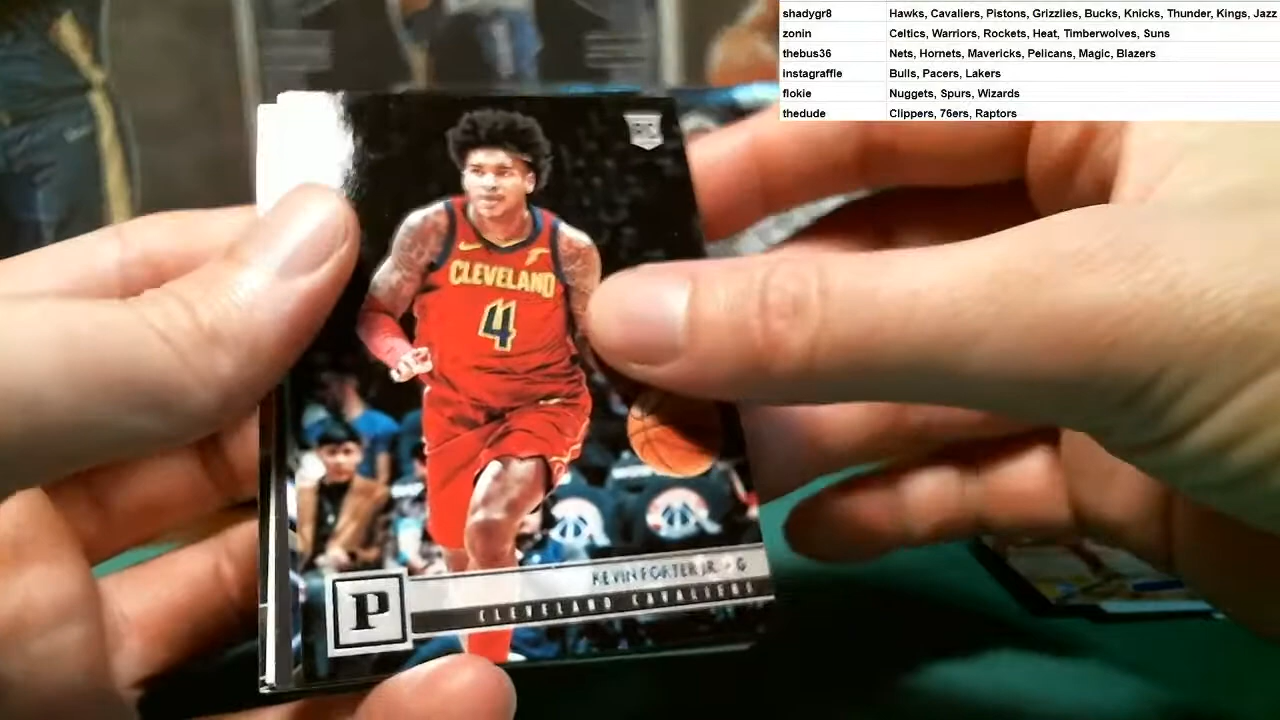 shadygr8 Hawks, Cavaliers, Pistons, Grizzlies, Bucks, Knicks, Thunder, Kings, Jazz
zonin Celtics, Warriors, Rockets, Heat, Timberwolves, Suns
thebus36 Nets, Hornets, Mavericks, Pelicans, Magic, Blazers
instagraffle Bulls, Pacers, Lakers
flokie Nuggets, Spurs, Wizards
thedude Clippers, 76ers, Raptors
RC
CLEVELAND
4
KEVIN PORTER JR. - G
P
CLEVELAND CAVALIERS